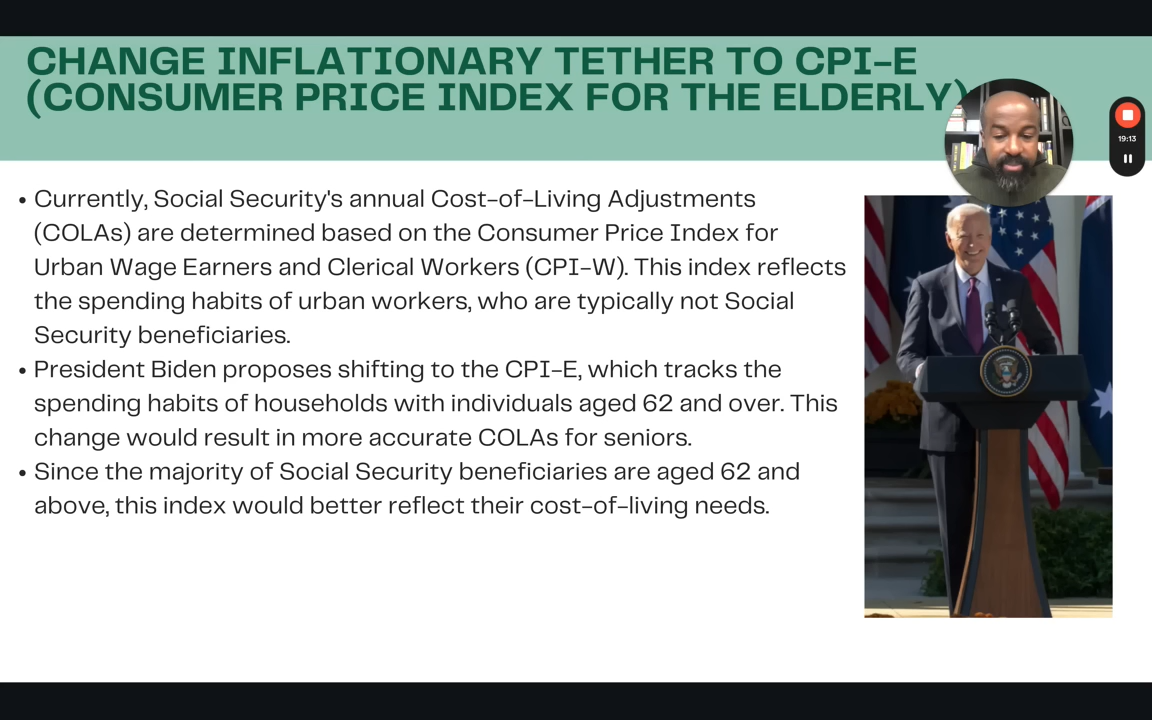 CHANGE INFLATIONARY TETHER TO CPI-E
(CONSUMER PRICE INDEX FOR THE ELDERLY)
19:13
• Currently, Social Security's annual Cost-of-Living Adjustments
(COLAs) are determined based on the Consumer Price Index for
Urban Wage Earners and Clerical Workers (CPI-W). This index reflects
the spending habits of urban workers, who are typically not Social
Security beneficiaries.
• President Biden proposes shifting to the CPI-E, which tracks the
spending habits of households with individuals aged 62 and over. This
change would result in more accurate COLAs for seniors.
• Since the majority of Social Security beneficiaries are aged 62 and
above, this index would better reflect their cost-of-living needs.